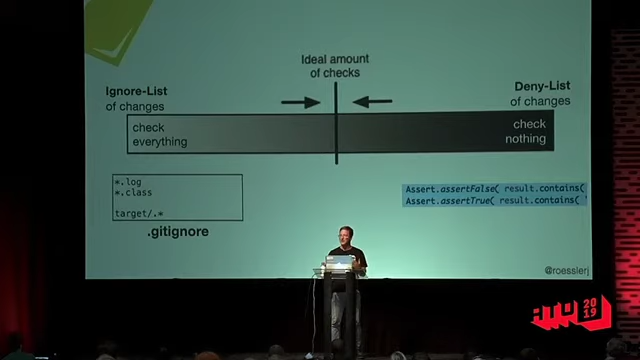 Ideal amount
of checks
Ignore-List
of changes
Deny-List
of changes
check
everything
check
nothing
*.log
*.class
target/.*
.gitignore
Assert.assertFalse( result.contains(
Assert.assertTrue( result.contains( '
@roesslerj
2019